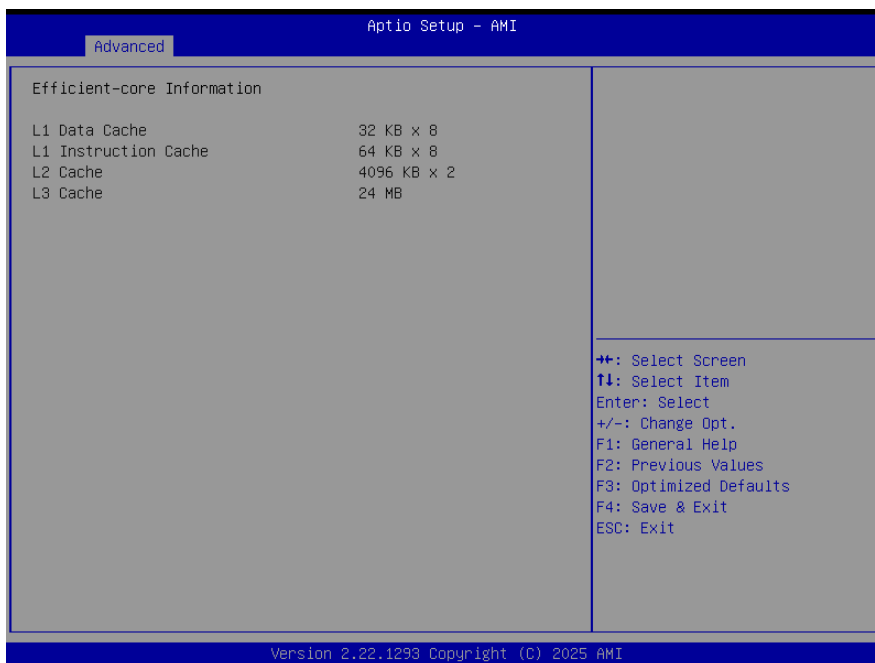 Aptio Setup - AMI
Advanced
Efficient-core Information
L1 Data Cache 32 KB x 8
L1 Instruction Cache 64 KB x 8
L2 Cache 4096 KB x 2
L3 Cache 24 MB
→←: Select Screen
↑↓: Select Item
Enter: Select
+/-: Change Opt.
F1: General Help
F2: Previous Values
F3: Optimized Defaults
F4: Save & Exit
ESC: Exit
Version 2.22.1293 Copyright (C) 2025 AMI